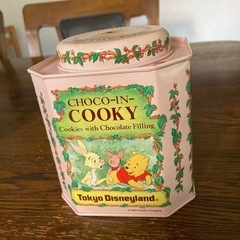 CHOCO-IN-
COOKY
Cookies with Chocolate Filling
Tokyo Disneyland